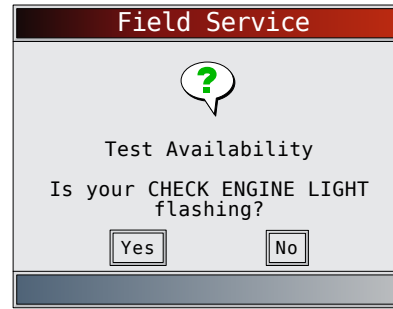 Field Service
?
Test Availability
Is your CHECK ENGINE LIGHT
flashing?
Yes No